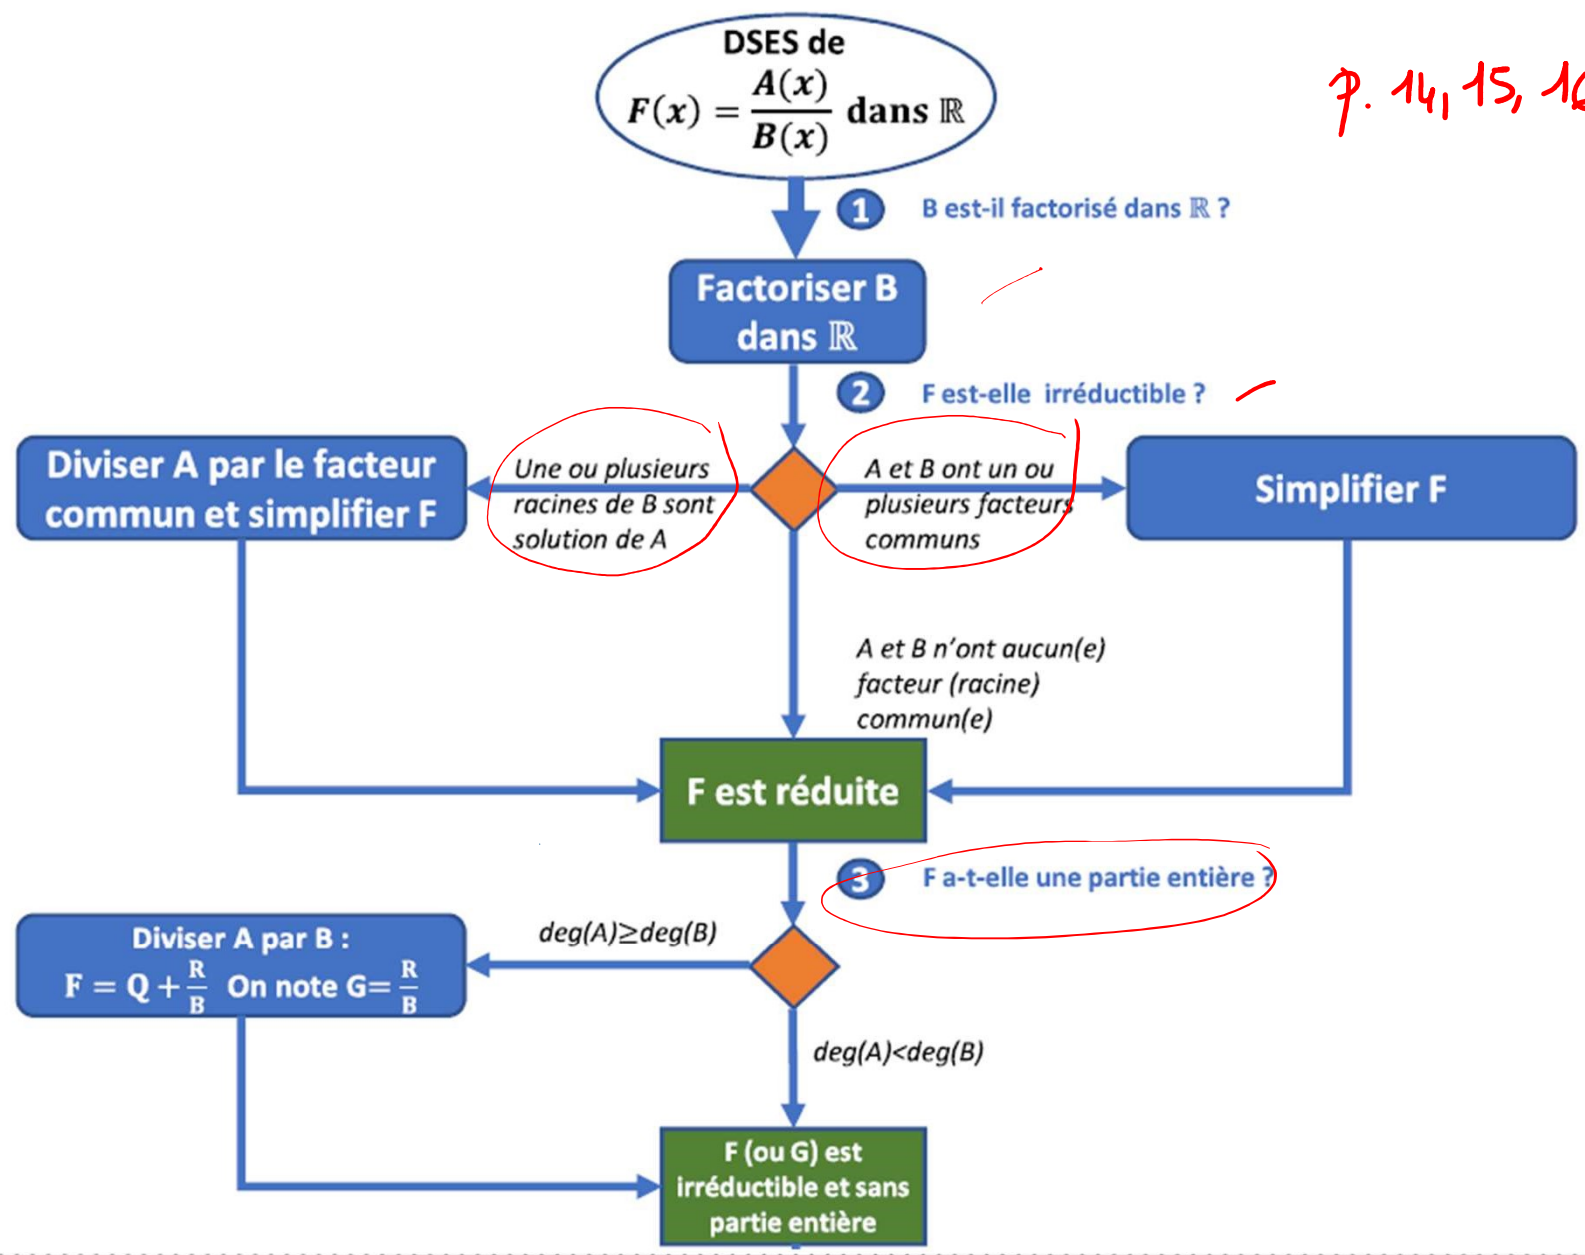 DSES de
F(x) = A(x)/B(x) dans ℝ
p. 14, 15, 16
1 B est-il factorisé dans ℝ ?
Factoriser B
dans ℝ
2 F est-elle irréductible ?
Diviser A par le facteur
commun et simplifier F
Une ou plusieurs
racines de B sont
solution de A
A et B ont un ou
plusieurs facteurs
communs
Simplifier F
A et B n'ont aucun(e)
facteur (racine)
commun(e)
F est réduite
3 F a-t-elle une partie entière ?
Diviser A par B :
F = Q + R/B On note G= R/B
deg(A)≥deg(B)
deg(A)<deg(B)
F (ou G) est
irréductible et sans
partie entière